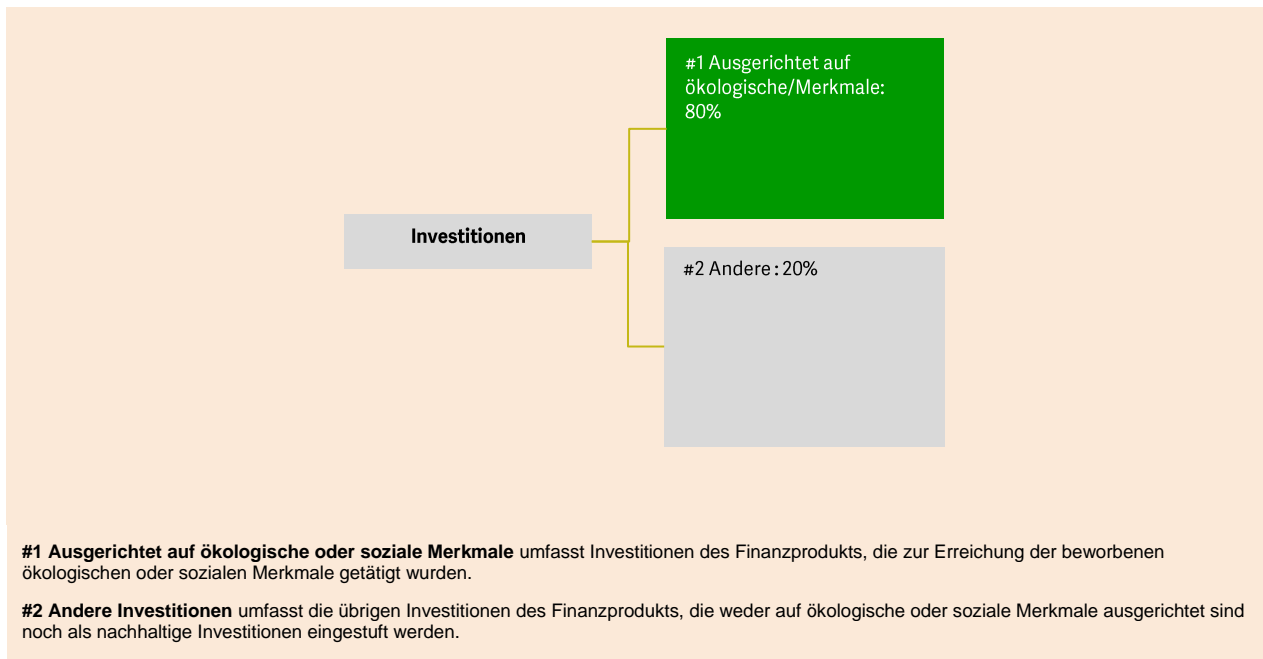 #1 Ausgerichtet auf
ökologische/Merkmale:
80%
Investitionen
#2 Andere : 20%
#1 Ausgerichtet auf ökologische oder soziale Merkmale umfasst Investitionen des Finanzprodukts, die zur Erreichung der beworbenen
ökologischen oder sozialen Merkmale getätigt wurden.
#2 Andere Investitionen umfasst die übrigen Investitionen des Finanzprodukts, die weder auf ökologische oder soziale Merkmale ausgerichtet sind
noch als nachhaltige Investitionen eingestuft werden.